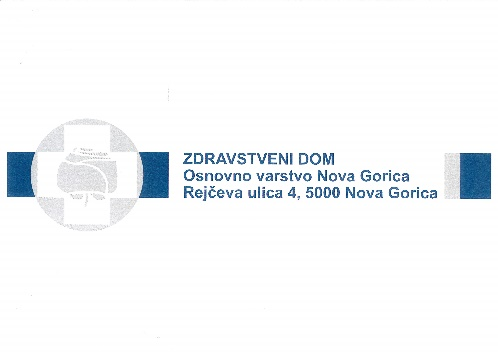 ZDRAVSTVENI DOM
Osnovno varstvo Nova Gorica
Rejčeva ulica 4, 5000 Nova Gorica